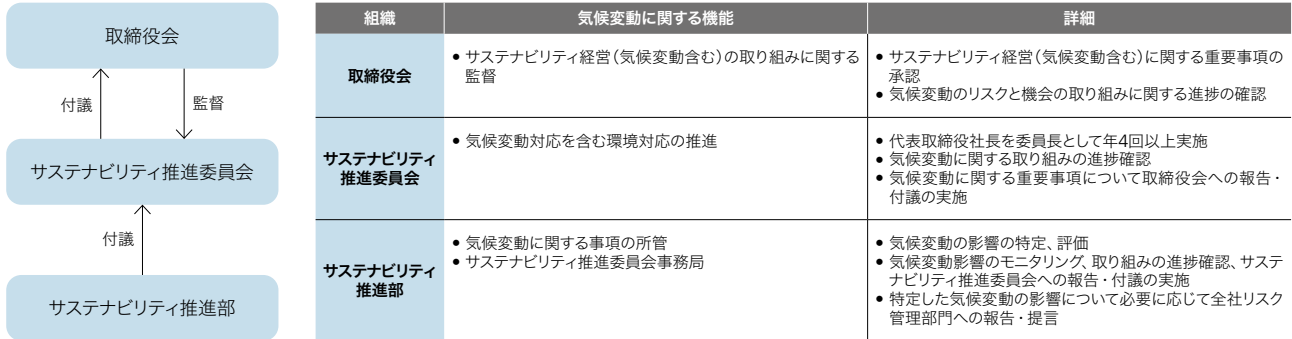 取締役会
付議
監督
サステナビリティ推進委員会
付議
サステナビリティ推進部
組織
気候変動に関する機能
詳細
取締役会
● サステナビリティ経営(気候変動含む)の取り組みに関する
監督
● サステナビリティ経営(気候変動含む)に関する重要事項の
承認
● 気候変動のリスクと機会の取り組みに関する進捗の確認
サステナビリティ
推進委員会
● 気候変動対応を含む環境対応の推進
● 代表取締役社長を委員長として年4回以上実施
● 気候変動に関する取り組みの進捗確認
● 気候変動に関する重要事項について取締役会への報告・
付議の実施
サステナビリティ
推進部
● 気候変動に関する事項の所管
● サステナビリティ推進委員会事務局
● 気候変動の影響の特定、評価
● 気候変動影響のモニタリング、取り組みの進捗確認、サステ
ナビリティ推進委員会への報告・付議の実施
● 特定した気候変動の影響について必要に応じて全社リスク
管理部門への報告・提言